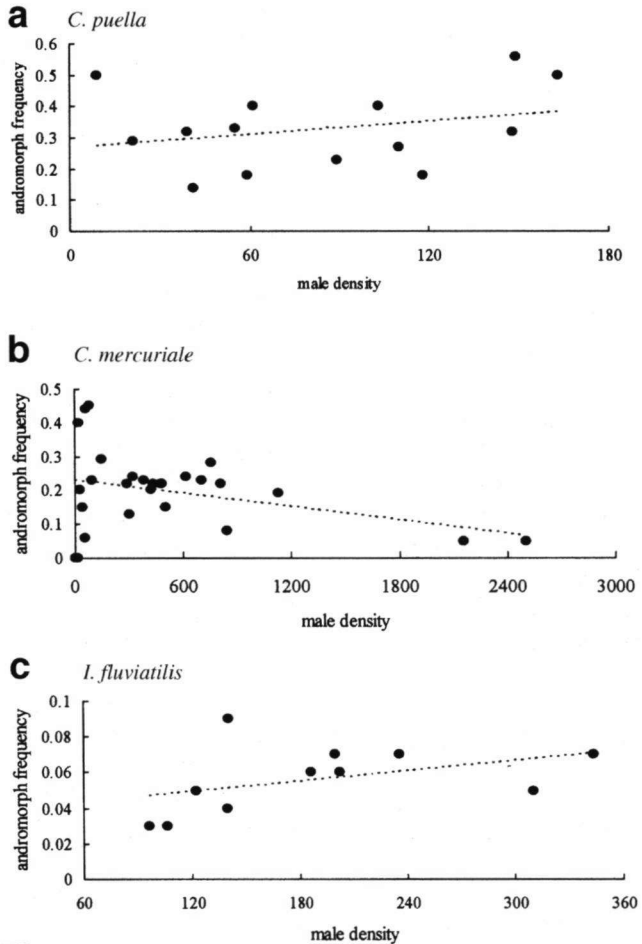 a C. puella
0.6
0.5
0.4
0.3
0.2
0.1
0
andromorph frequency
0 60 120 180
male density
b C. mercuriale
0.5
0.4
0.3
0.2
0.1
0
andromorph frequency
0 600 1200 1800 2400 3000
male density
c I. fluviatilis
0.1
0.08
0.06
0.04
0.02
0
andromorph frequency
60 120 180 240 300 360
male density